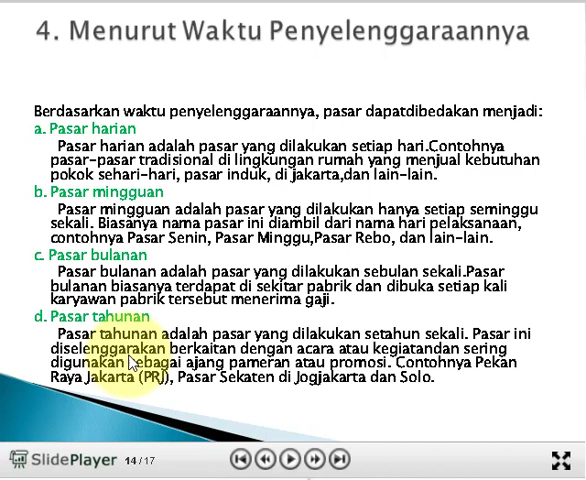 4. Menurut Waktu Penyelenggaraannya
Berdasarkan waktu penyelenggaraannya, pasar dapatdibedakan menjadi:
a. Pasar harian
Pasar harian adalah pasar yang dilakukan setiap hari.Contohnya
pasar-pasar tradisional di lingkungan rumah yang menjual kebutuhan
pokok sehari-hari, pasar induk, di jakarta,dan lain-lain.
b. Pasar mingguan
Pasar mingguan adalah pasar yang dilakukan hanya setiap seminggu
sekali. Biasanya nama pasar ini diambil dari nama hari pelaksanaan,
contohnya Pasar Senin, Pasar Minggu,Pasar Rebo, dan lain-lain.
c. Pasar bulanan
Pasar bulanan adalah pasar yang dilakukan sebulan sekali.Pasar
bulanan biasanya terdapat di sekitar pabrik dan dibuka setiap kali
karyawan pabrik tersebut menerima gaji.
d. Pasar tahunan
Pasar tahunan adalah pasar yang dilakukan setahun sekali. Pasar ini
diselenggarakan berkaitan dengan acara atau kegiatandan sering
digunakan sebagai ajang pameran atau promosi. Contohnya Pekan
Raya Jakarta (PRJ), Pasar Sekaten di Jogjakarta dan Solo.
SlidePlayer 14/17